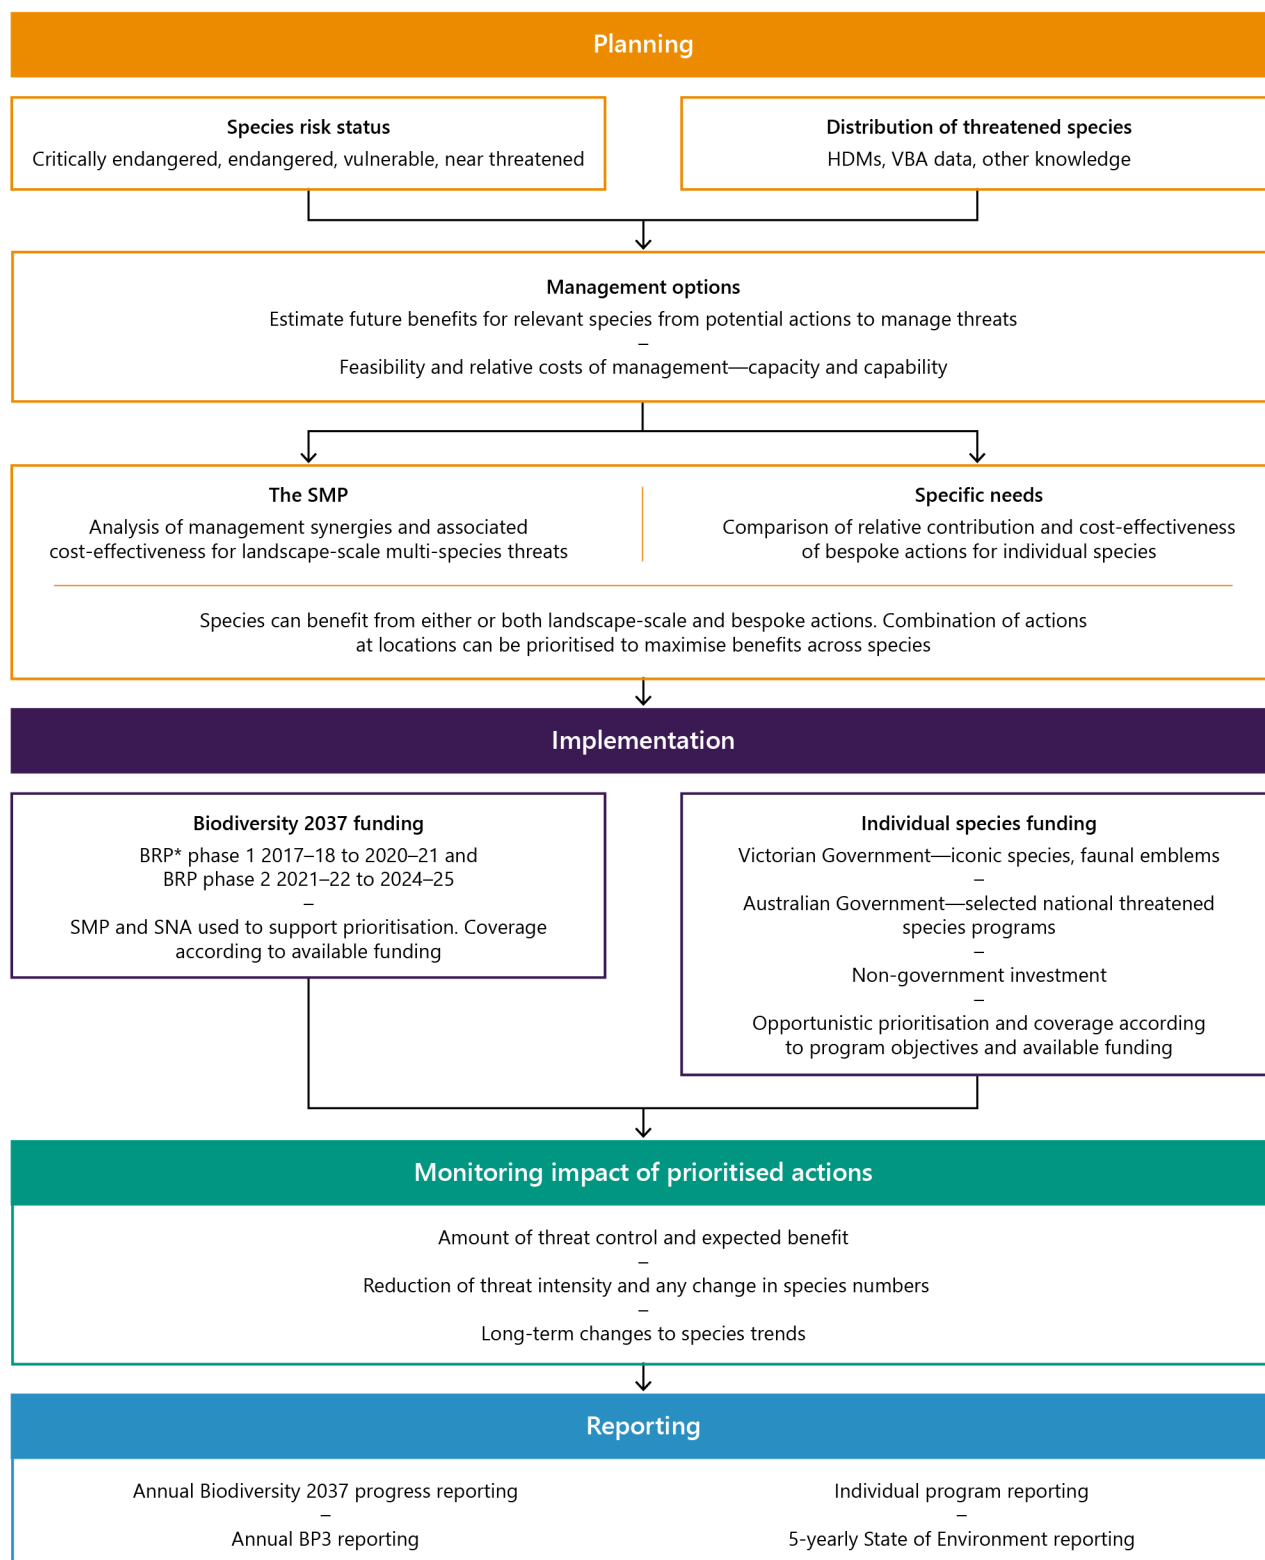 Planning
Species risk status
Critically endangered, endangered, vulnerable, near threatened
Distribution of threatened species
HDMs, VBA data, other knowledge
Management options
Estimate future benefits for relevant species from potential actions to manage threats
–
Feasibility and relative costs of management—capacity and capability
The SMP
Analysis of management synergies and associated
cost-effectiveness for landscape-scale multi-species threats
Specific needs
Comparison of relative contribution and cost-effectiveness
of bespoke actions for individual species
Species can benefit from either or both landscape-scale and bespoke actions. Combination of actions
at locations can be prioritised to maximise benefits across species
Implementation
Biodiversity 2037 funding
BRP* phase 1 2017–18 to 2020–21 and
BRP phase 2 2021–22 to 2024–25
–
SMP and SNA used to support prioritisation. Coverage
according to available funding
Individual species funding
Victorian Government—iconic species, faunal emblems
–
Australian Government—selected national threatened
species programs
–
Non-government investment
–
Opportunistic prioritisation and coverage according
to program objectives and available funding
Monitoring impact of prioritised actions
Amount of threat control and expected benefit
–
Reduction of threat intensity and any change in species numbers
–
Long-term changes to species trends
Reporting
Annual Biodiversity 2037 progress reporting
–
Annual BP3 reporting
Individual program reporting
–
5-yearly State of Environment reporting